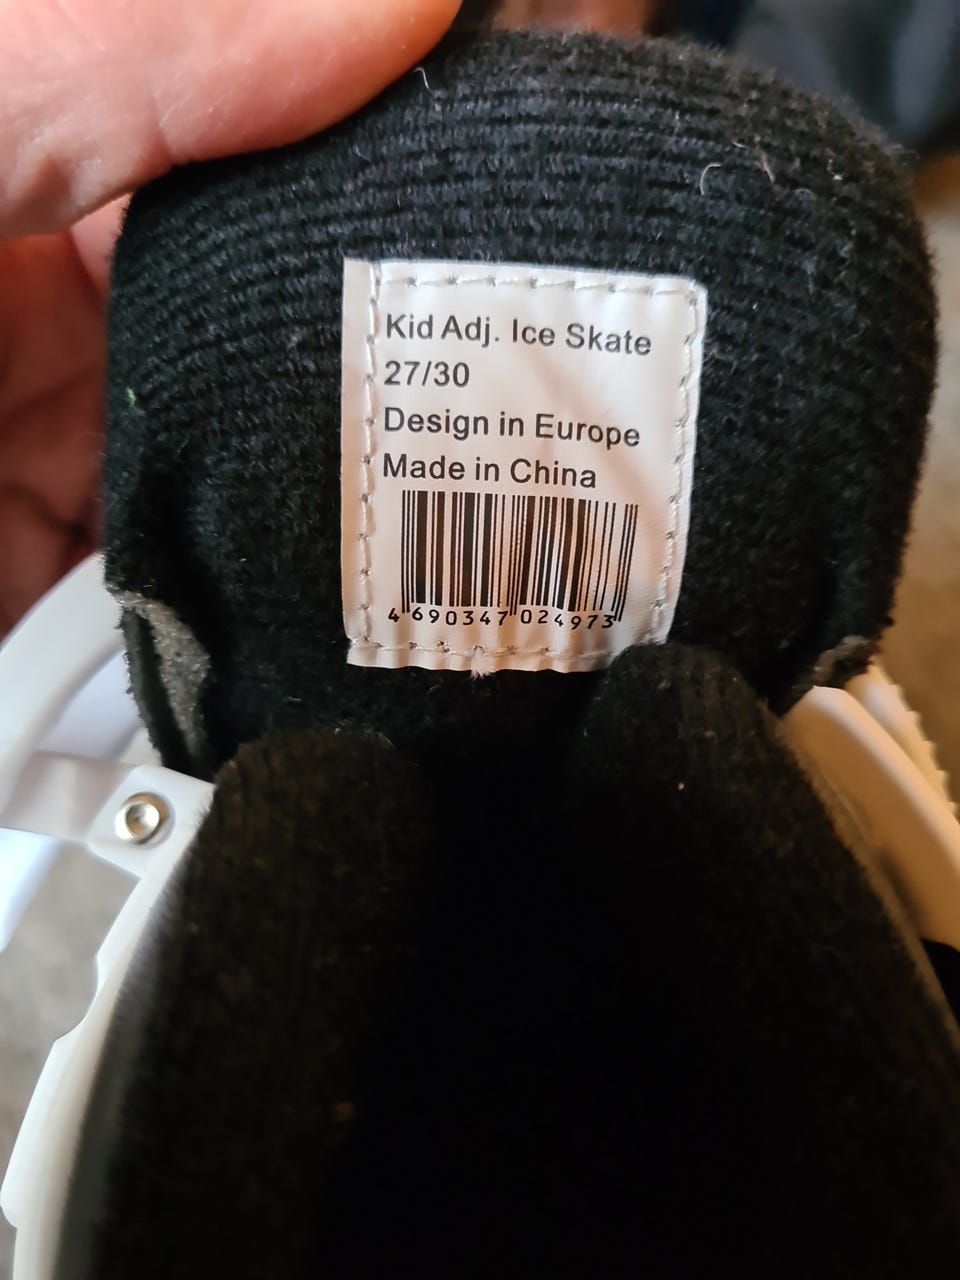 Kid Adj. Ice Skate
27/30
Design in Europe
Made in China
4 690347 024973